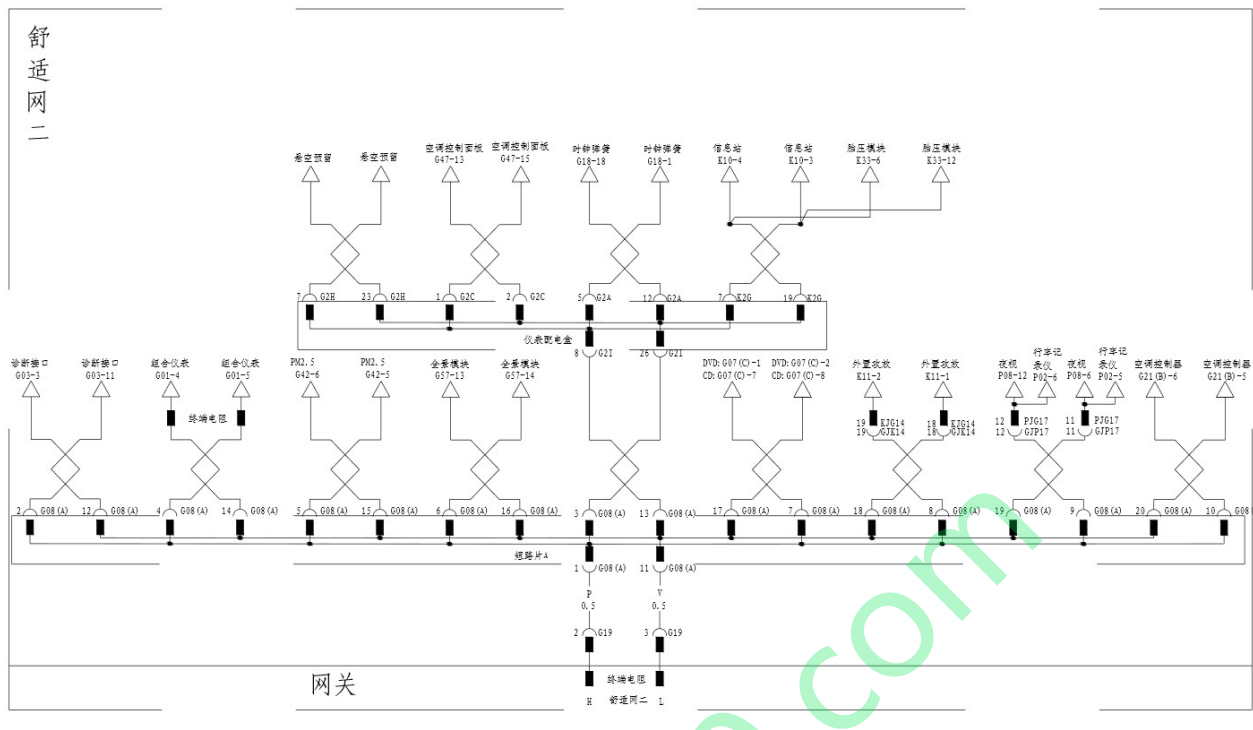 舒适网二
悬空预留
悬空预留
空调控制面板
G47-13
空调控制面板
G47-15
时钟弹簧
G18-18
时钟弹簧
G18-1
信息站
K10-4
信息站
K10-3
胎压模块
K33-6
胎压模块
K33-12
7 G2H
23 G2H
1 G2C
2 G2C
5 G2A
12 G2A
7 K2G
19 K2G
仪表配电盒
8 G2I
26 G2I
诊断接口
G03-3
诊断接口
G03-11
组合仪表
G01-4
组合仪表
G01-5
终端电阻
PM2.5
G42-6
PM2.5
G42-5
全景模块
G57-13
全景模块
G57-14
DVD:G07(C)-1
CD:G07(C)-7
DVD:G07(C)-2
CD:G07(C)-8
外置功放
K11-2
外置功放
K11-1
夜视
P08-12
行车记
录仪
P02-6
夜视
P08-6
行车记
录仪
P02-5
空调控制器
G21(B)-6
空调控制器
G21(B)-5
19 KJG14
19 GJK14
18 KJG14
18 GJK14
12 PJG17
12 GJP17
11 PJG17
11 GJP17
2 G08(A)
12 G08(A)
4 G08(A)
14 G08(A)
5 G08(A)
15 G08(A)
6 G08(A)
16 G08(A)
3 G08(A)
13 G08(A)
17 G08(A)
7 G08(A)
18 G08(A)
8 G08(A)
19 G08(A)
9 G08(A)
20 G08(A)
10 G08(
短路片A
1 G08(A)
11 G08(A)
P
0.5
V
0.5
2 G19
3 G19
网关
终端电阻
H 舒适网二 L
com